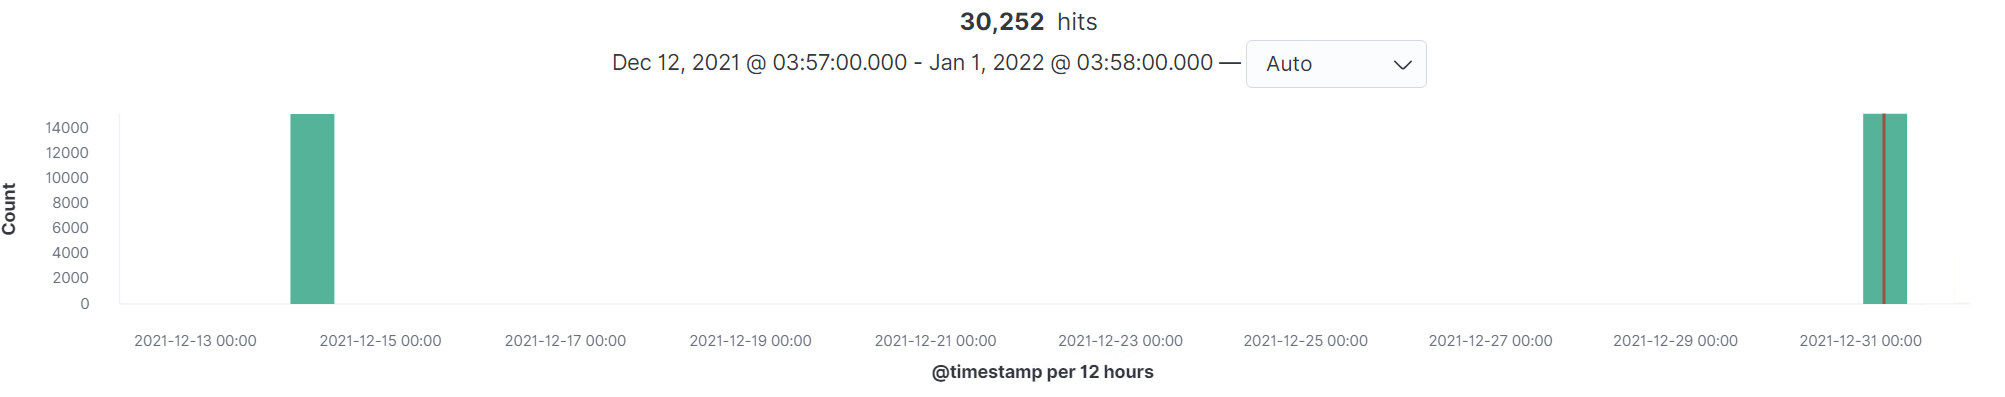 30,252 hits
Dec 12, 2021 @ 03:57:00.000 - Jan 1, 2022 @ 03:58:00.000 — Auto
14000
12000
10000
8000
6000
4000
2000
0
Count
2021-12-13 00:00 2021-12-15 00:00 2021-12-17 00:00 2021-12-19 00:00 2021-12-21 00:00 2021-12-23 00:00 2021-12-25 00:00 2021-12-27 00:00 2021-12-29 00:00 2021-12-31 00:00
@timestamp per 12 hours